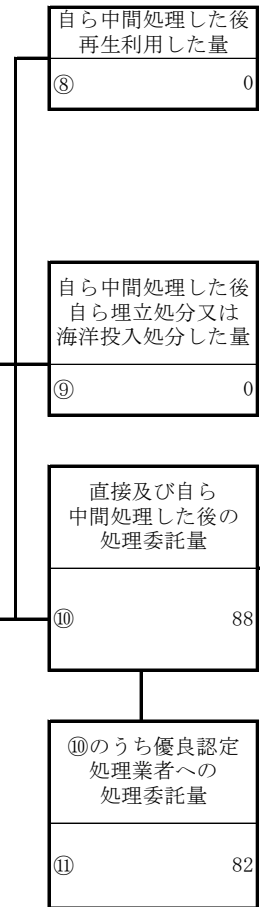 自ら中間処理した後
再生利用した量
⑧ 0
自ら中間処理した後
自ら埋立処分又は
海洋投入処分した量
⑨ 0
直接及び自ら
中間処理した後の
処理委託量
⑩ 88
⑩のうち優良認定
処理業者への
処理委託量
⑪ 82